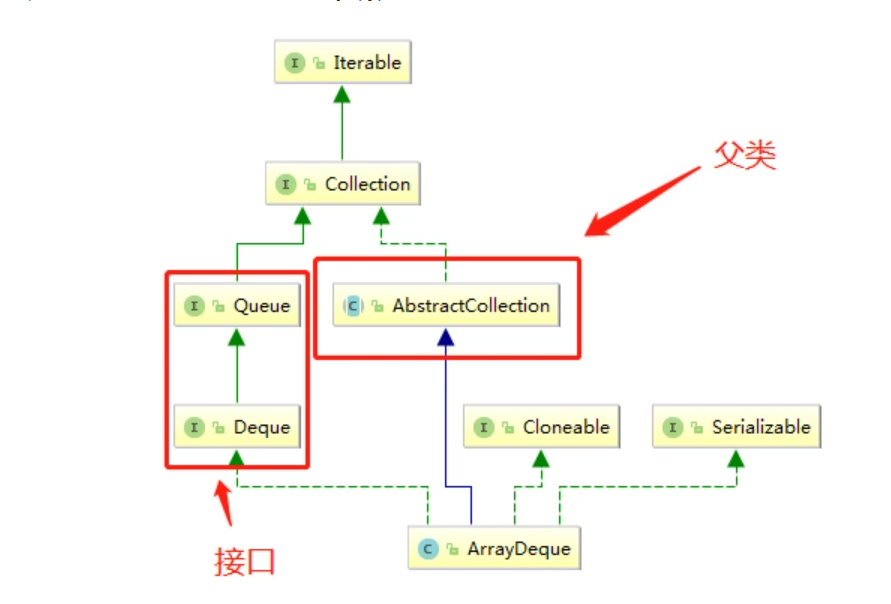 Iterable
父类
Collection
Queue
AbstractCollection
Deque
Cloneable
Serializable
ArrayDeque
接口